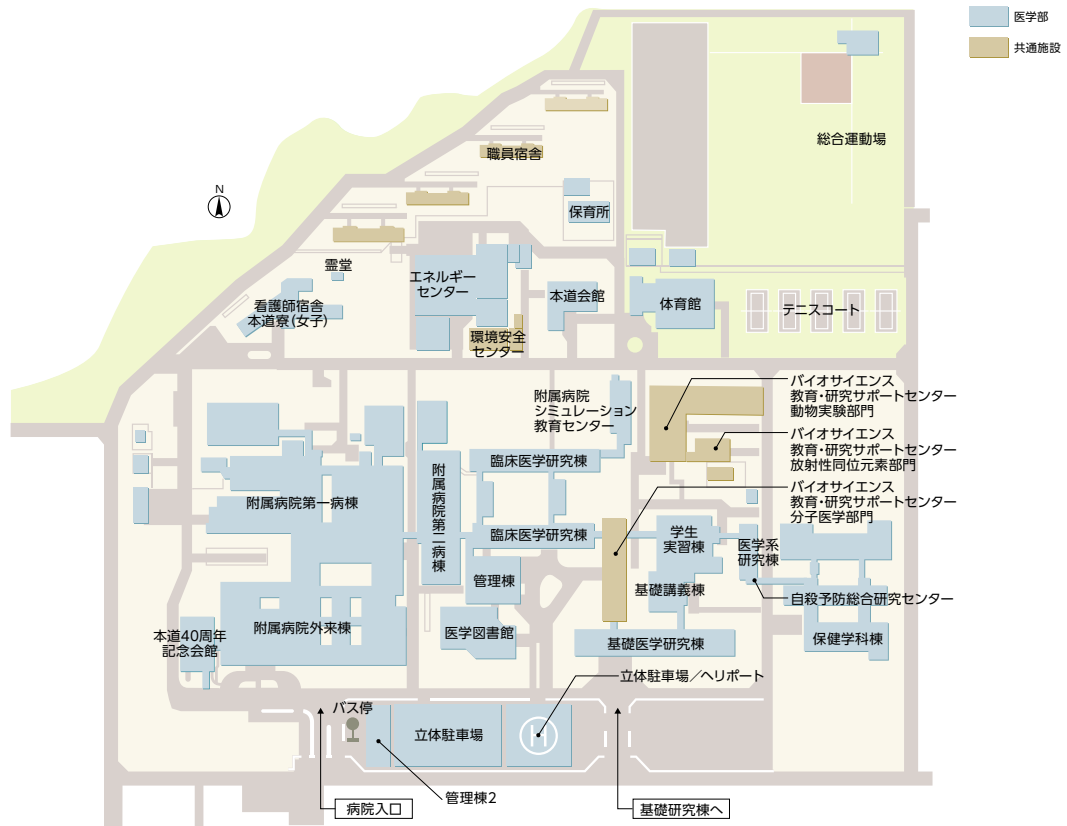 医学部
共通施設
総合運動場
N
職員宿舎
保育所
霊堂
エネルギー
センター
本道会館
体育館
テニスコート
看護師宿舎
本道寮(女子)
環境安全
センター
附属病院
シミュレーション
教育センター
バイオサイエンス
教育・研究サポートセンター
動物実験部門
バイオサイエンス
教育・研究サポートセンター
放射性同位元素部門
バイオサイエンス
教育・研究サポートセンター
分子医学部門
附属病院第一病棟
附属病院第二病棟
臨床医学研究棟
臨床医学研究棟
学生
実習棟
医学系
研究棟
管理棟
基礎講義棟
自殺予防総合研究センター
本道40周年
記念会館
附属病院外来棟
医学図書館
基礎医学研究棟
保健学科棟
立体駐車場/ヘリポート
バス停
立体駐車場
H
管理棟2
病院入口
基礎研究棟へ